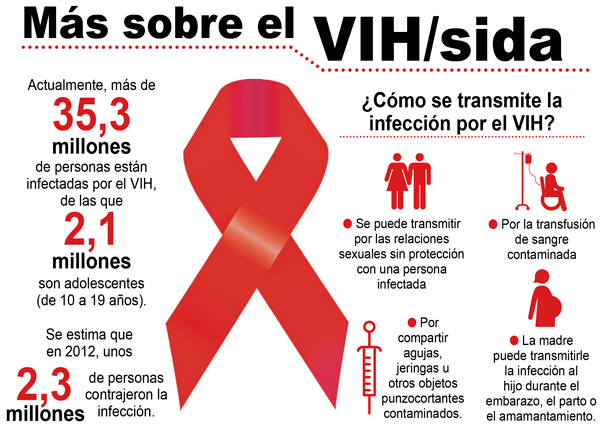 Más sobre el
VIH/sida
Actualmente, más de
35,3
millones
de personas están
infectadas por el VIH,
de las que
2,1
millones
son adolescentes
(de 10 a 19 años).
Se estima que
en 2012, unos
2,3
millones
de personas
contrajeron la
infección.
¿Cómo se transmite la
infección por el VIH?
● Se puede transmitir
por las relaciones
sexuales sin protección
con una persona
infectada
● Por la transfusión
de sangre
contaminada
● Por
compartir
agujas,
jeringas u
otros objetos
punzocortantes
contaminados.
● La madre
puede transmitirle
la infección al
hijo durante el
embarazo, el parto o
el amamantamiento.